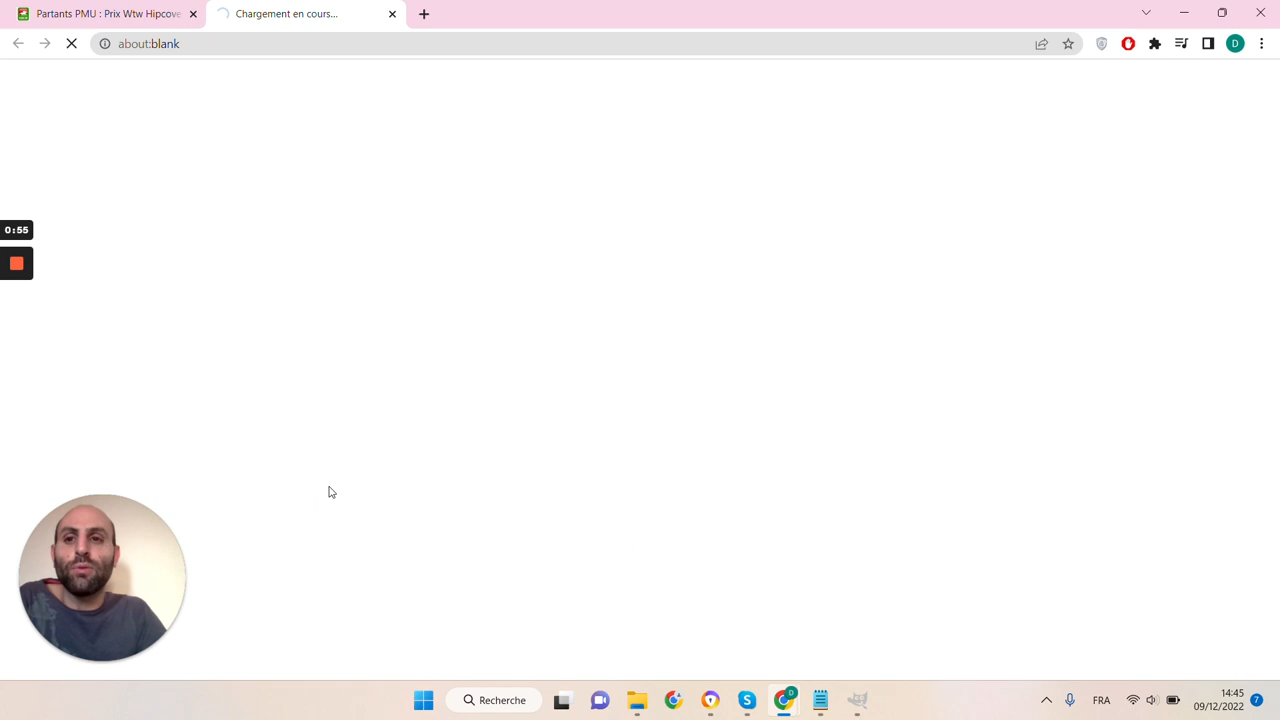 Partants PMU : Prix Wtw Hipcove
Chargement en cours...
about:blank
D
0:55
Recherche
D
FRA
14:45
09/12/2022
7